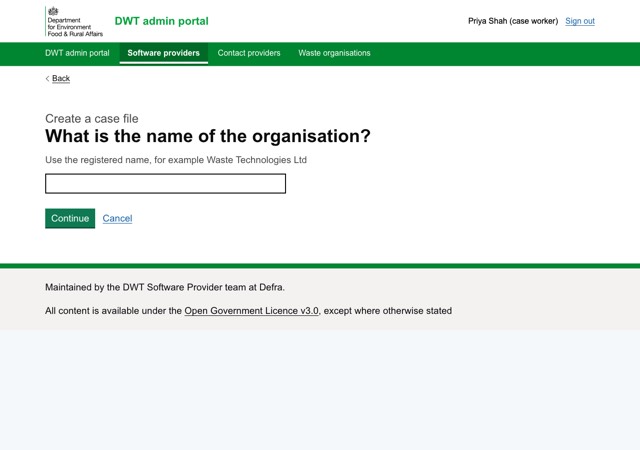 Department
for Environment
Food & Rural Affairs
DWT admin portal
Priya Shah (case worker) Sign out
DWT admin portal Software providers Contact providers Waste organisations
Back
Create a case file
What is the name of the organisation?
Use the registered name, for example Waste Technologies Ltd
Continue Cancel
Maintained by the DWT Software Provider team at Defra.
All content is available under the Open Government Licence v3.0, except where otherwise stated